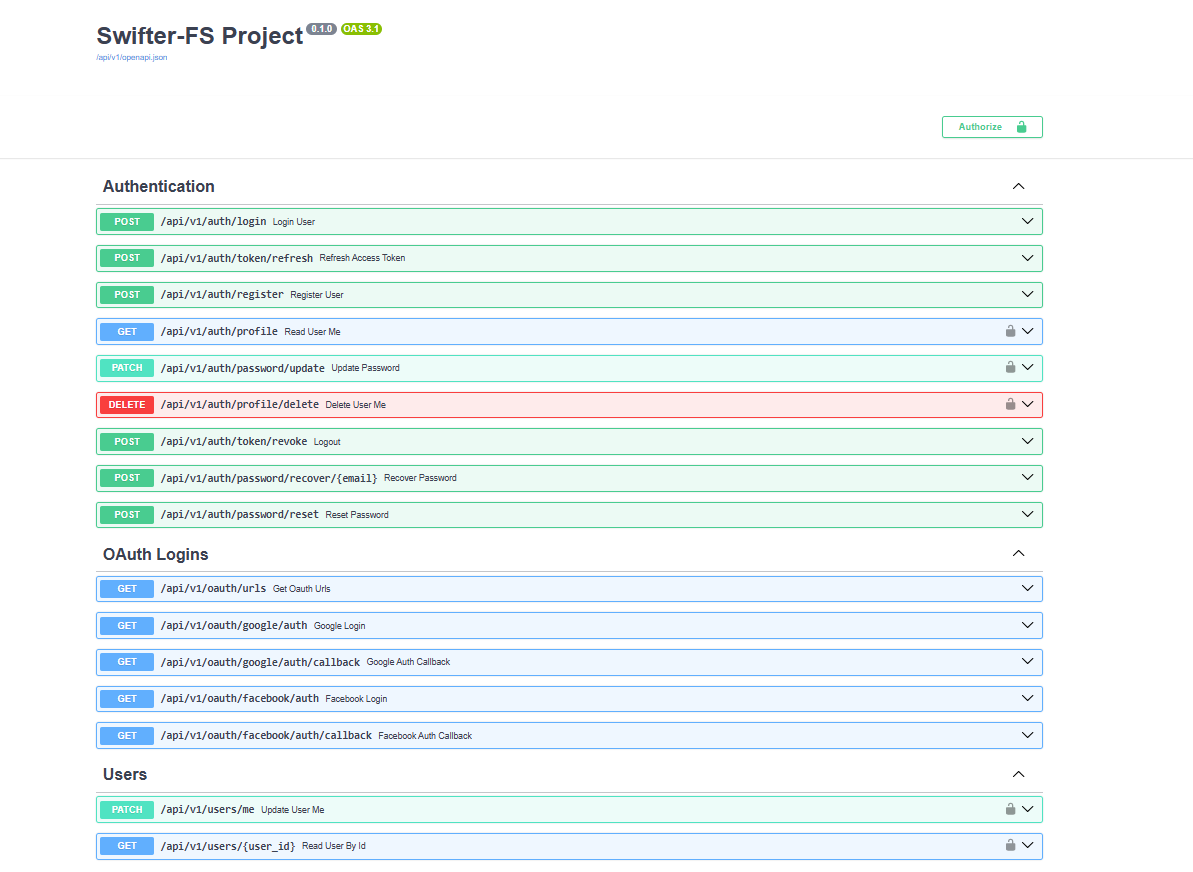 Swifter-FS Project 0.1.0 OAS 3.1
/api/v1/openapi.json
Authorize
Authentication
POST /api/v1/auth/login Login User
POST /api/v1/auth/token/refresh Refresh Access Token
POST /api/v1/auth/register Register User
GET /api/v1/auth/profile Read User Me
PATCH /api/v1/auth/password/update Update Password
DELETE /api/v1/auth/profile/delete Delete User Me
POST /api/v1/auth/token/revoke Logout
POST /api/v1/auth/password/recover/{email} Recover Password
POST /api/v1/auth/password/reset Reset Password
OAuth Logins
GET /api/v1/oauth/urls Get Oauth Urls
GET /api/v1/oauth/google/auth Google Login
GET /api/v1/oauth/google/auth/callback Google Auth Callback
GET /api/v1/oauth/facebook/auth Facebook Login
GET /api/v1/oauth/facebook/auth/callback Facebook Auth Callback
Users
PATCH /api/v1/users/me Update User Me
GET /api/v1/users/{user_id} Read User By Id